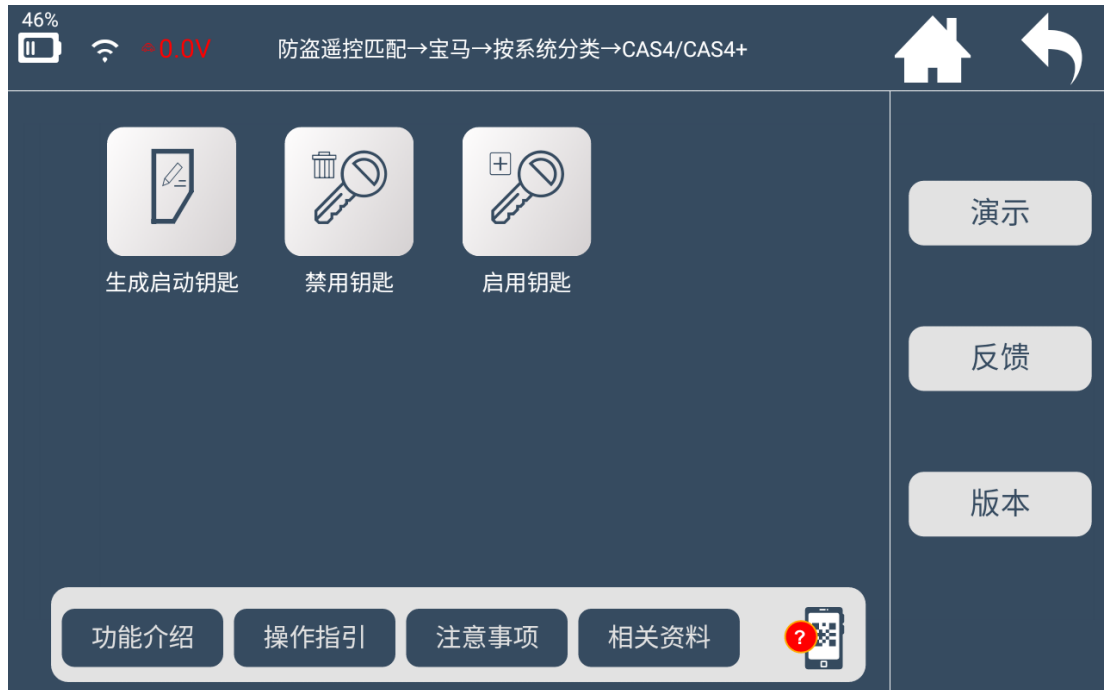 46%
0.0V
防盗遥控匹配→宝马→按系统分类→CAS4/CAS4+
生成启动钥匙
禁用钥匙
启用钥匙
演示
反馈
版本
功能介绍
操作指引
注意事项
相关资料
?